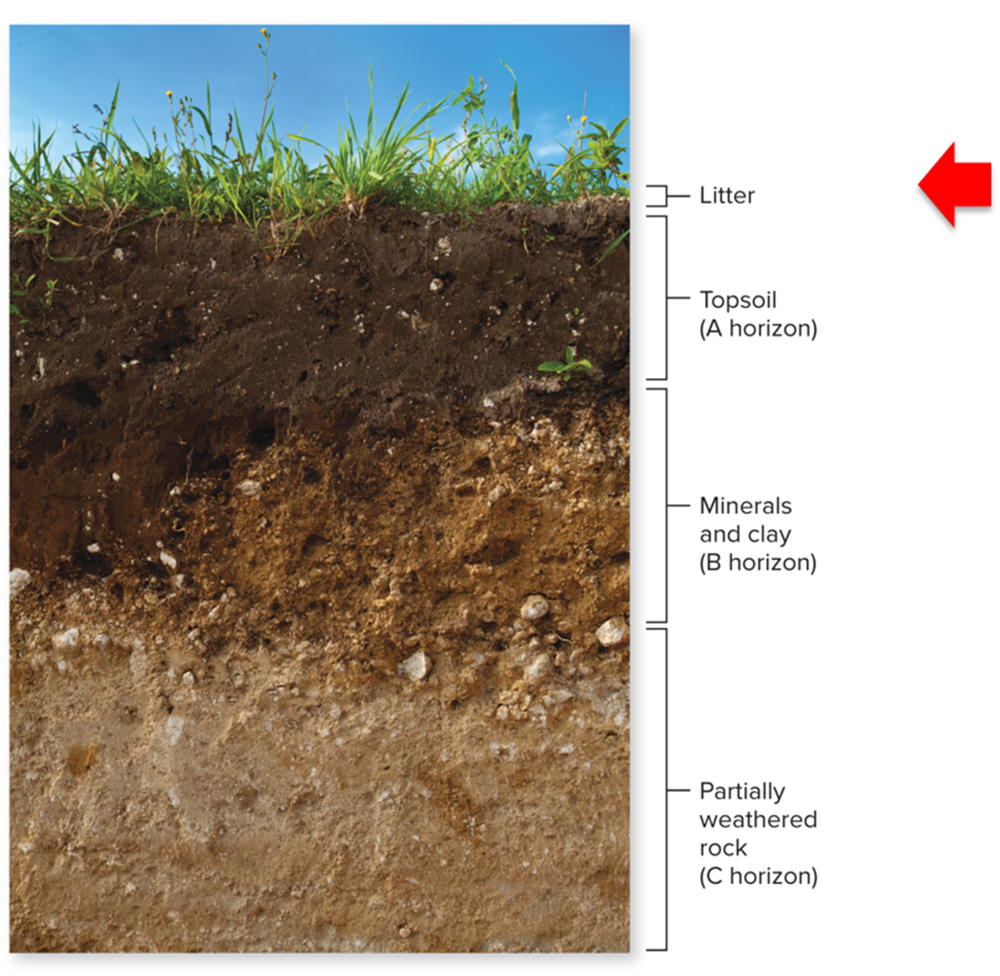 Litter
Topsoil
(A horizon)
Minerals
and clay
(B horizon)
Partially
weathered
rock
(C horizon)